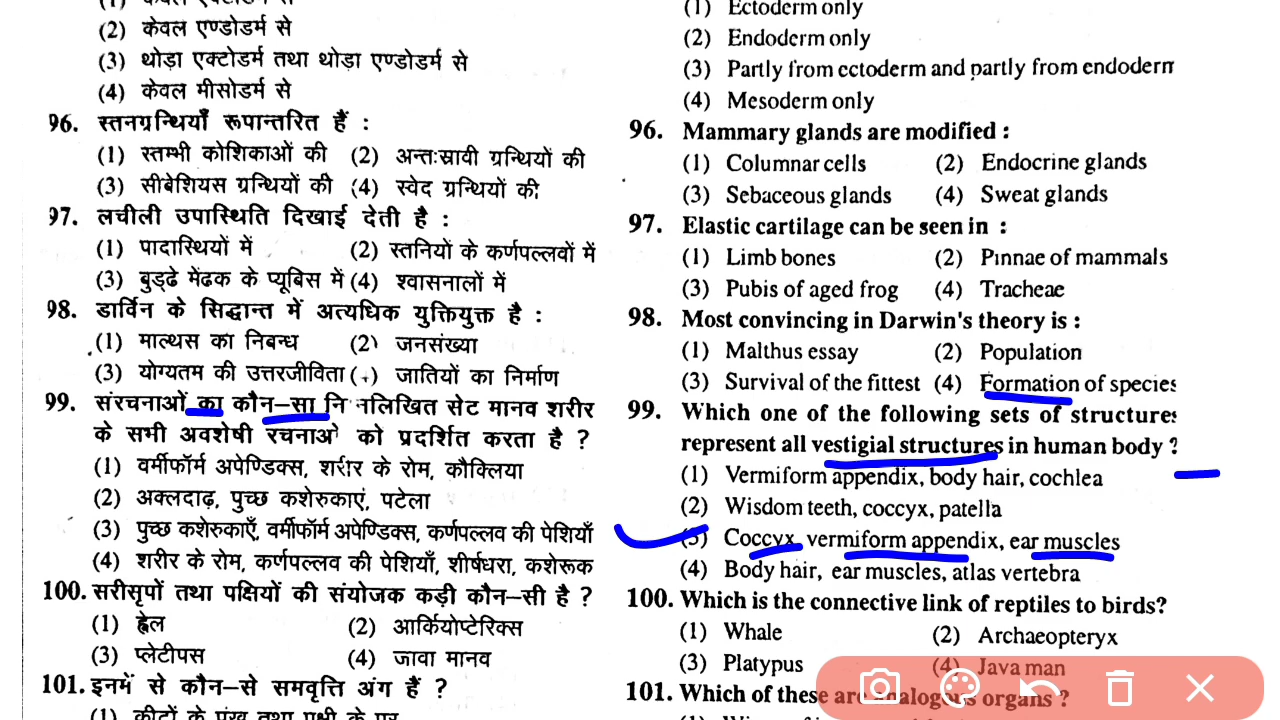 (2) केवल एण्डोडर्म से
(3) थोड़ा एक्टोडर्म तथा थोड़ा एण्डोडर्म से
(4) केवल मीसोडर्म से
96. स्तनग्रन्थियाँ रूपान्तरित हैं :
(1) स्तम्भी कोशिकाओं की (2) अन्तःस्रावी ग्रन्थियों की
(3) सीबेशियस ग्रन्थियों की (4) स्वेद ग्रन्थियों की
97. लचीली उपास्थिति दिखाई देती है :
(1) पादास्थियों में (2) स्तनियों के कर्णपल्लवों में
(3) बुड्ढे मेंढक के प्यूबिस में (4) श्वासनालों में
98. डार्विन के सिद्धान्त में अत्यधिक युक्तियुक्त है :
(1) माल्थस का निबन्ध (2) जनसंख्या
(3) योग्यतम की उत्तरजीविता (4) जातियों का निर्माण
99. संरचनाओं का कौन-सा निम्नलिखित सेट मानव शरीर
के सभी अवशेषी रचनाओं को प्रदर्शित करता है ?
(1) वर्मीफॉर्म अपेण्डिक्स, शरीर के रोम, कौक्लिया
(2) अक्लदाढ़, पुच्छ कशेरुकाएं, पटेला
(3) पुच्छ कशेरुकाएँ, वर्मीफॉर्म अपेण्डिक्स, कर्णपल्लव की पेशियाँ
(4) शरीर के रोम, कर्णपल्लव की पेशियाँ, शीर्षधरा, कशेरूक
100. सरीसृपों तथा पक्षियों की संयोजक कड़ी कौन-सी है ?
(1) ह्वेल (2) आर्कियोप्टेरिक्स
(3) प्लेटीपस (4) जावा मानव
101. इनमें से कौन-से समवृत्ति अंग हैं ?
(1) कीटों के पंख तथा पक्षी के पर
(1) Ectoderm only
(2) Endoderm only
(3) Partly from ectoderm and partly from endoderm
(4) Mesoderm only
96. Mammary glands are modified :
(1) Columnar cells (2) Endocrine glands
(3) Sebaceous glands (4) Sweat glands
97. Elastic cartilage can be seen in :
(1) Limb bones (2) Pinnae of mammals
(3) Pubis of aged frog (4) Tracheae
98. Most convincing in Darwin's theory is :
(1) Malthus essay (2) Population
(3) Survival of the fittest (4) Formation of species
99. Which one of the following sets of structures
represent all vestigial structures in human body ?
(1) Vermiform appendix, body hair, cochlea
(2) Wisdom teeth, coccyx, patella
(3) Coccyx, vermiform appendix, ear muscles
(4) Body hair, ear muscles, atlas vertebra
100. Which is the connective link of reptiles to birds?
(1) Whale (2) Archaeopteryx
(3) Platypus (4) Java man
101. Which of these are analogous organs ?